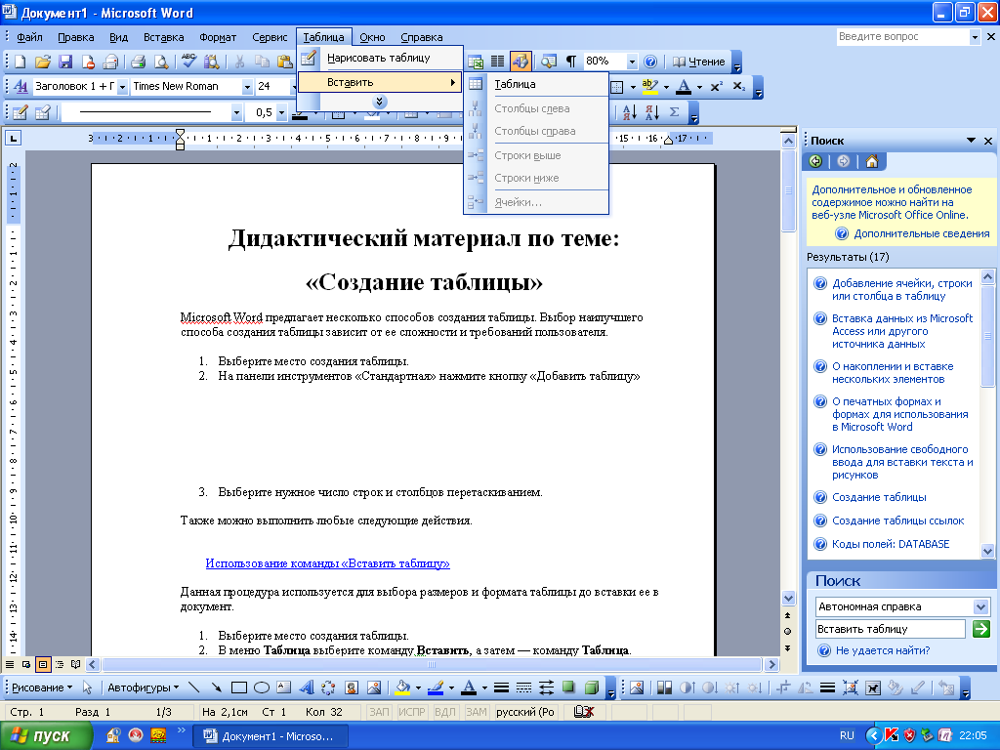 Документ1 - Microsoft Word
Файл Правка Вид Вставка Формат Сервис Таблица Окно Справка
Введите вопрос
Нарисовать таблицу
80%
Чтение
Вставить
Таблица
Столбцы слева
Столбцы справа
Строки выше
Строки ниже
Ячейки...
Заголовок 1 + Г Times New Roman 24
0,5
3 2 1 1 15 16 17
Поиск
Дополнительное и обновленное
содержимое можно найти на
веб-узле Microsoft Office Online.
Дополнительные сведения
Результаты (17)
Добавление ячейки, строки
или столбца в таблицу
Вставка данных из Microsoft
Access или другого
источника данных
О накоплении и вставке
нескольких элементов
О печатных формах и
формах для использования
в Microsoft Word
Использование свободного
ввода для вставки текста и
рисунков
Создание таблицы
Создание таблицы ссылок
Коды полей: DATABASE
Поиск
Автономная справка
Вставить таблицу
Не удается найти?
Дидактический материал по теме:
«Создание таблицы»
Microsoft Word предлагает несколько способов создания таблицы. Выбор наилучшего
способа создания таблицы зависит от ее сложности и требований пользователя.
1. Выберите место создания таблицы.
2. На панели инструментов «Стандартная» нажмите кнопку «Добавить таблицу»
3. Выберите нужное число строк и столбцов перетаскиванием.
Также можно выполнить любые следующие действия.
Использование команды «Вставить таблицу»
Данная процедура используется для выбора размеров и формата таблицы до вставки ее в
документ.
1. Выберите место создания таблицы.
2. В меню Таблица выберите команду Вставить, а затем — команду Таблица.
Рисование Автофигуры
Стр. 1 Разд 1 1/3 На 2,1см Ст 1 Кол 32 ЗАП ИСПР ВДЛ ЗАМ русский (Ро
пуск Документ1 - Microso... RU 22:05